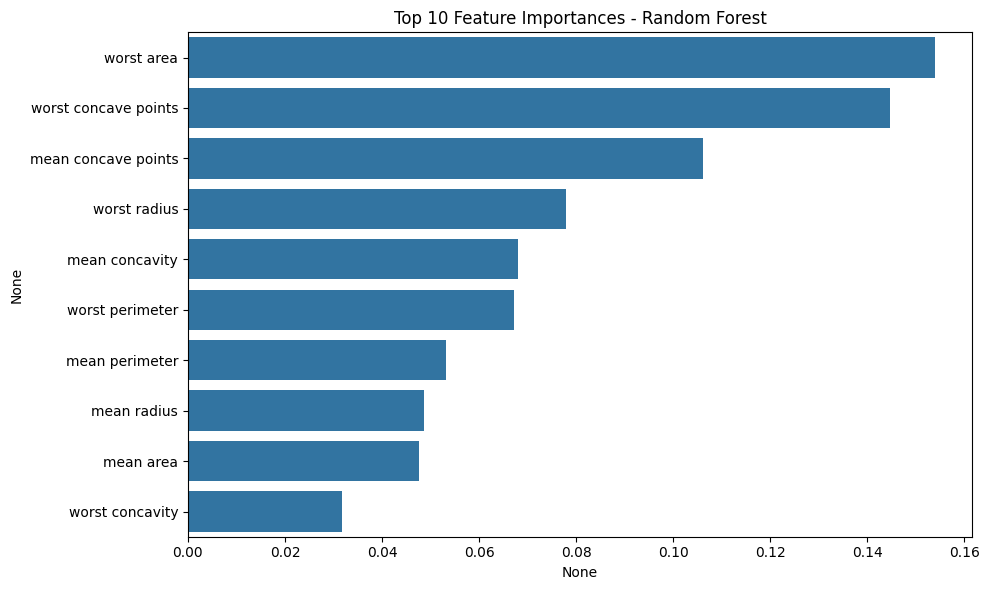 Top 10 Feature Importances - Random Forest
worst area
worst concave points
mean concave points
worst radius
mean concavity
worst perimeter
mean perimeter
mean radius
mean area
worst concavity
None
0.00 0.02 0.04 0.06 0.08 0.10 0.12 0.14 0.16
None